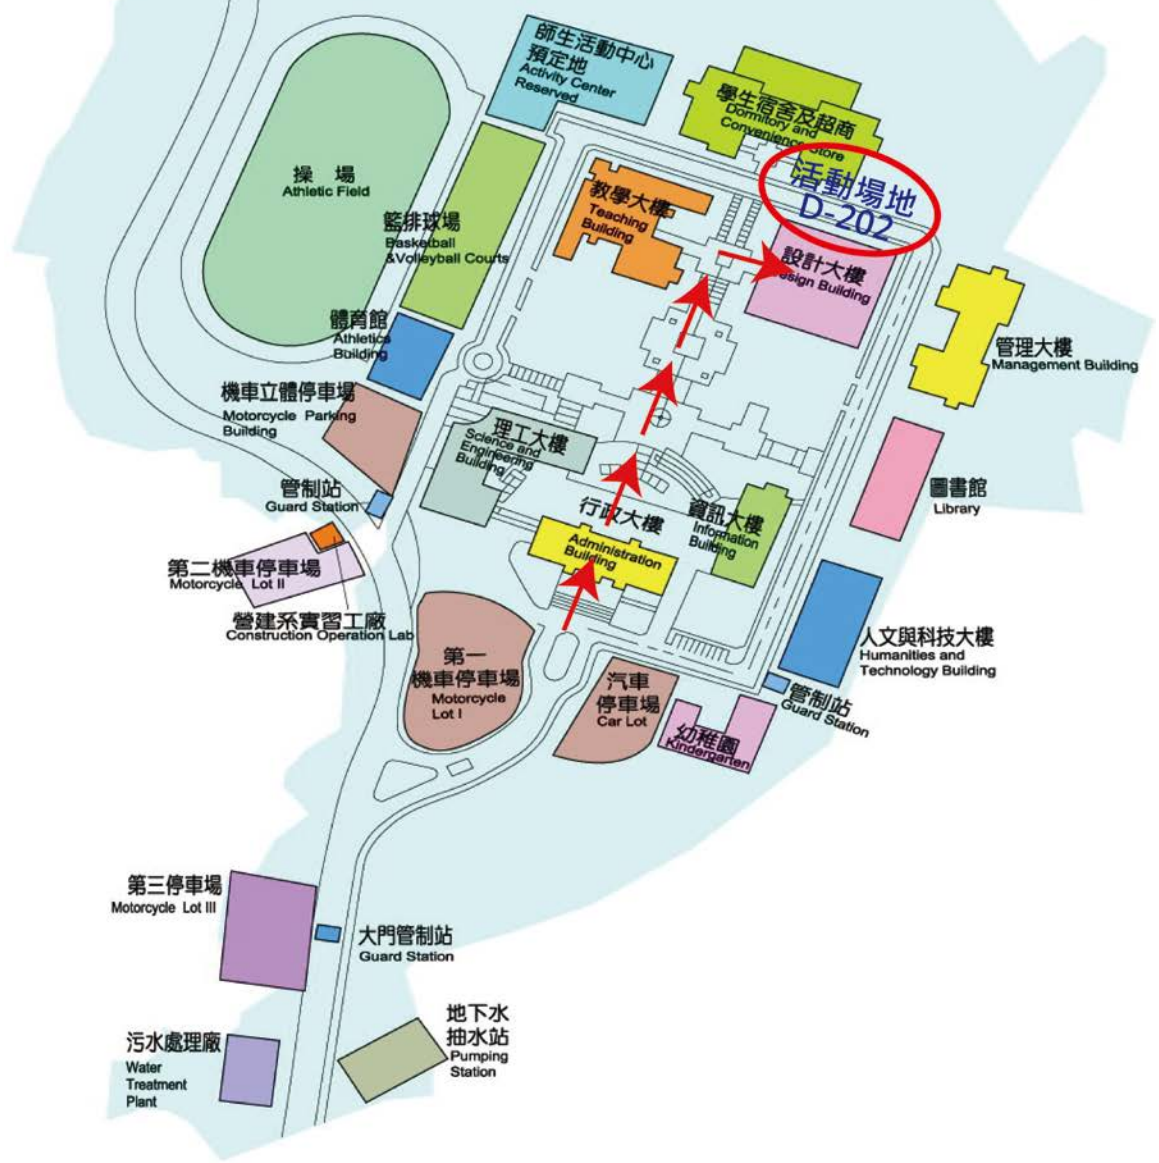 師生活動中心
預定地
Activity Center
Reserved
學生宿舍及超商
Dormitory and
Convenience Store
活動場地
D-202
操 場
Athletic Field
教學大樓
Teaching
Building
籃排球場
Basketball
&Volleyball Courts
設計大樓
Design Building
體育館
Athletics
Building
管理大樓
Management Building
機車立體停車場
Motorcycle Parking
Building
理工大樓
Science and
Engineering
Building
管制站
Guard Station
圖書館
Library
行政大樓
Administration
Building
資訊大樓
Information
Building
第二機車停車場
Motorcycle Lot II
營建系實習工廠
Construction Operation Lab
人文與科技大樓
Humanities and
Technology Building
第一
機車停車場
Motorcycle
Lot I
汽車
停車場
Car Lot
管制站
Guard Station
幼稚園
Kindergarten
第三停車場
Motorcycle Lot III
大門管制站
Guard Station
地下水
抽水站
Pumping
Station
污水處理廠
Water
Treatment
Plant